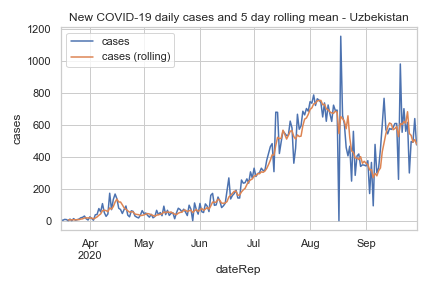 New COVID-19 daily cases and 5 day rolling mean - Uzbekistan
cases
cases (rolling)
1200
1000
800
600
400
200
0
cases
Apr
2020
May
Jun
Jul
Aug
Sep
dateRep